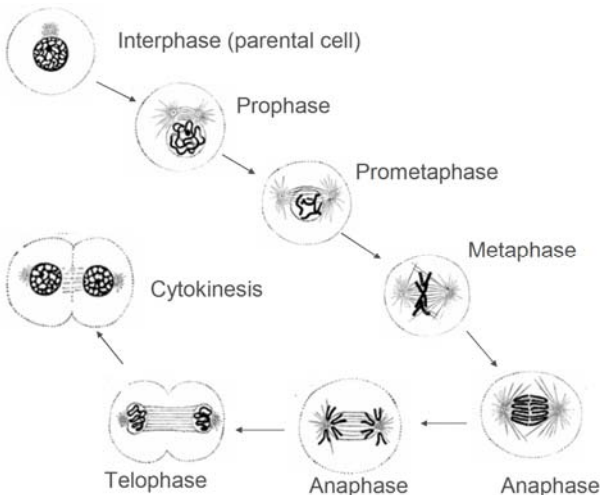 Interphase (parental cell)
Prophase
Prometaphase
Metaphase
Anaphase
Anaphase
Telophase
Cytokinesis